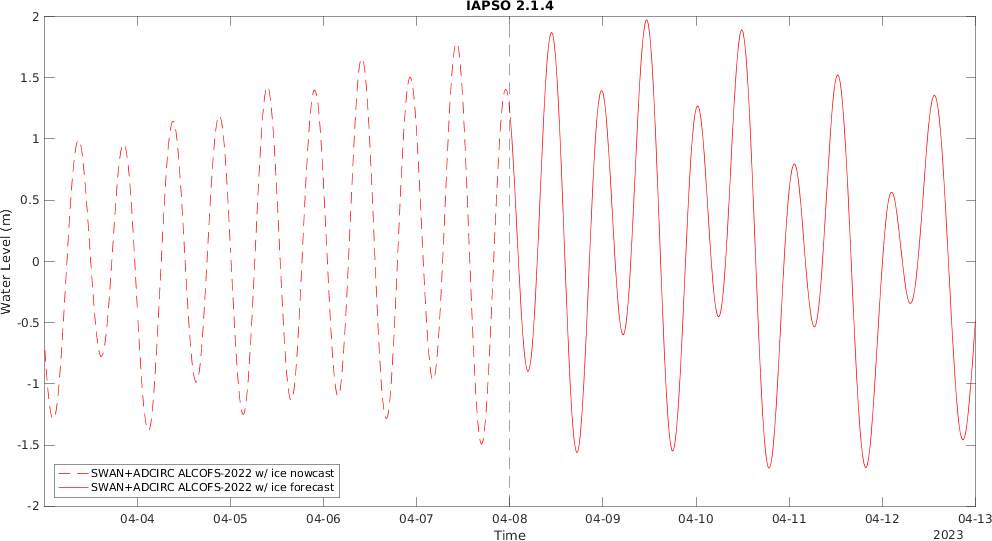 IAPSO 2.1.4
2
1.5
1
0.5
0
-0.5
-1
-1.5
-2
Water Level (m)
SWAN+ADCIRC ALCOFS-2022 w/ ice nowcast
SWAN+ADCIRC ALCOFS-2022 w/ ice forecast
04-04 04-05 04-06 04-07 04-08 04-09 04-10 04-11 04-12 04-13
Time
2023